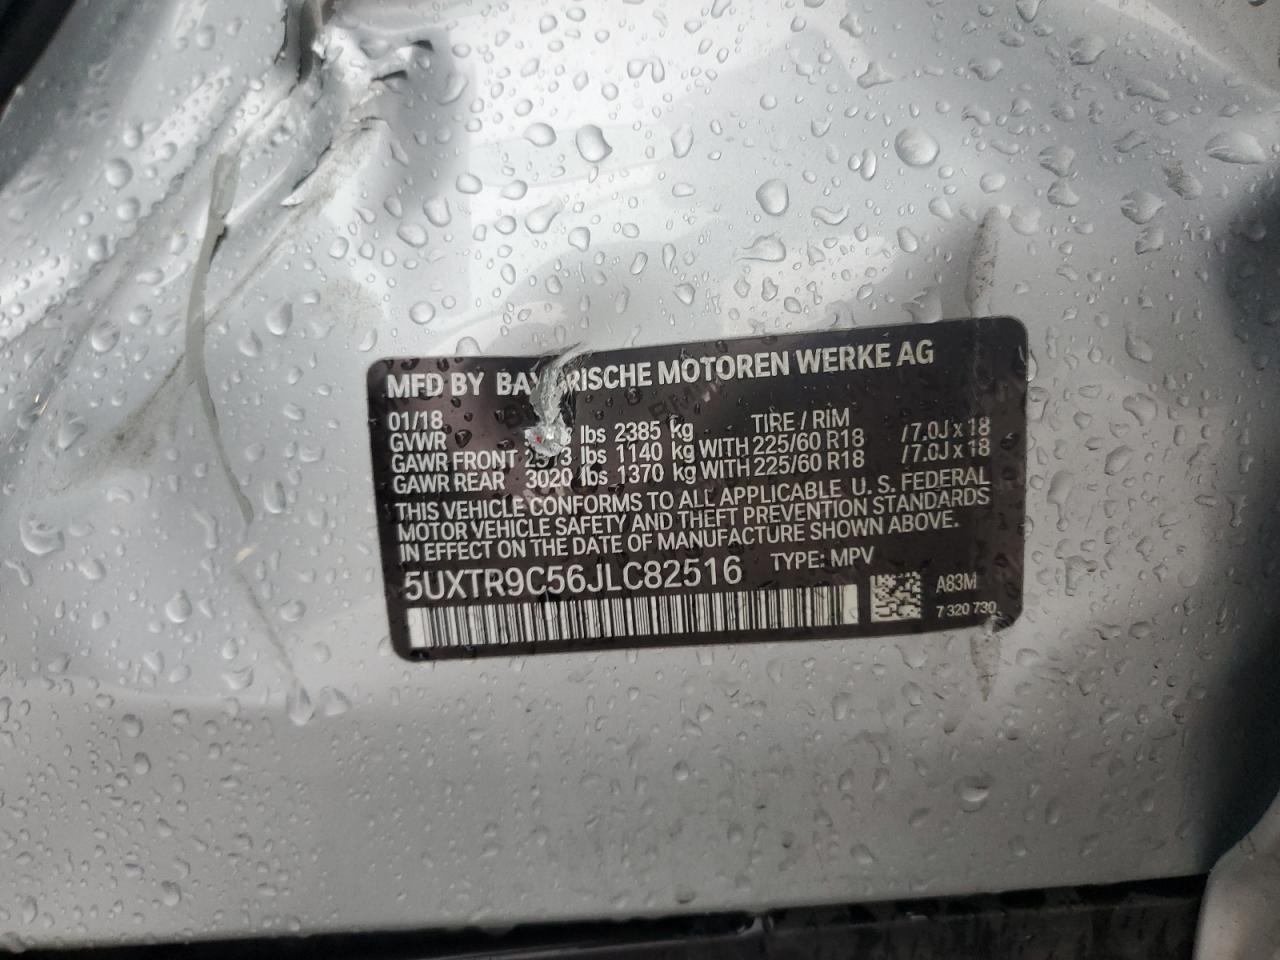 MFD BY BAYERISCHE MOTOREN WERKE AG
01/18 TIRE / RIM
GVWR lbs 2385 kg
GAWR FRONT 2513 lbs 1140 kg WITH 225/60 R18 /7.0J x 18
GAWR REAR 3020 lbs 1370 kg WITH 225/60 R18 /7.0J x 18
THIS VEHICLE CONFORMS TO ALL APPLICABLE U. S. FEDERAL
MOTOR VEHICLE SAFETY AND THEFT PREVENTION STANDARDS
IN EFFECT ON THE DATE OF MANUFACTURE SHOWN ABOVE.
5UXTR9C56JLC82516 TYPE: MPV
A83M
7 320 730